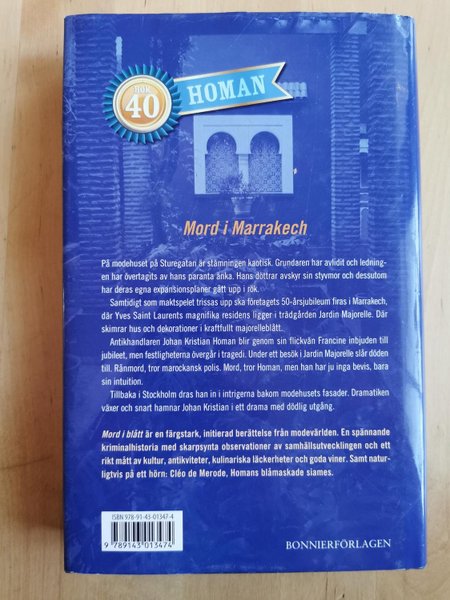 BOK
40
HOMAN
Mord i Marrakech
På modehuset på Sturegatan är stämningen kaotisk. Grundaren har avlidit och lednings-
en har övertagits av hans paranta änka. Hans döttrar avskyr sin styvmor och dessutom
har deras egna expansionsplaner gått upp i rök.
Samtidigt som maktspelet trissas upp ska företagets 50-årsjubileum firas i Marrakech,
där Yves Saint Laurents magnifika residens ligger i trädgården Jardin Majorelle. Där
skimrar hus och dekorationer i kraftfullt majorelleblått.
Antikhandlaren Johan Kristian Homan blir genom sin flickvän Francine inbjuden till
jubileet, men festligheterna övergår i tragedi. Under ett besök i Jardin Majorelle slår döden
till. Rånmord, tror marockansk polis. Mord, tror Homan, men han har ju inga bevis, bara
sin intuition.
Tillbaka i Stockholm dras han in i intrigerna bakom modehusets fasader. Dramatiken
växer och snart hamnar Johan Kristian i ett drama med dödlig utgång.
Mord i blått är en färgstark, initierad berättelse från modevärlden. En spännande
kriminalhistoria med skarpsynta observationer av samhällsutvecklingen och ett
rikt mått av kultur, antikviteter, kulinariska läckerheter och goda viner. Samt natur-
ligtvis på ett hörn: Cléo de Merode, Homans blåmaskade siames.
ISBN 978-91-43-01347-4
9 789143 013474
BONNIERFÖRLAGEN